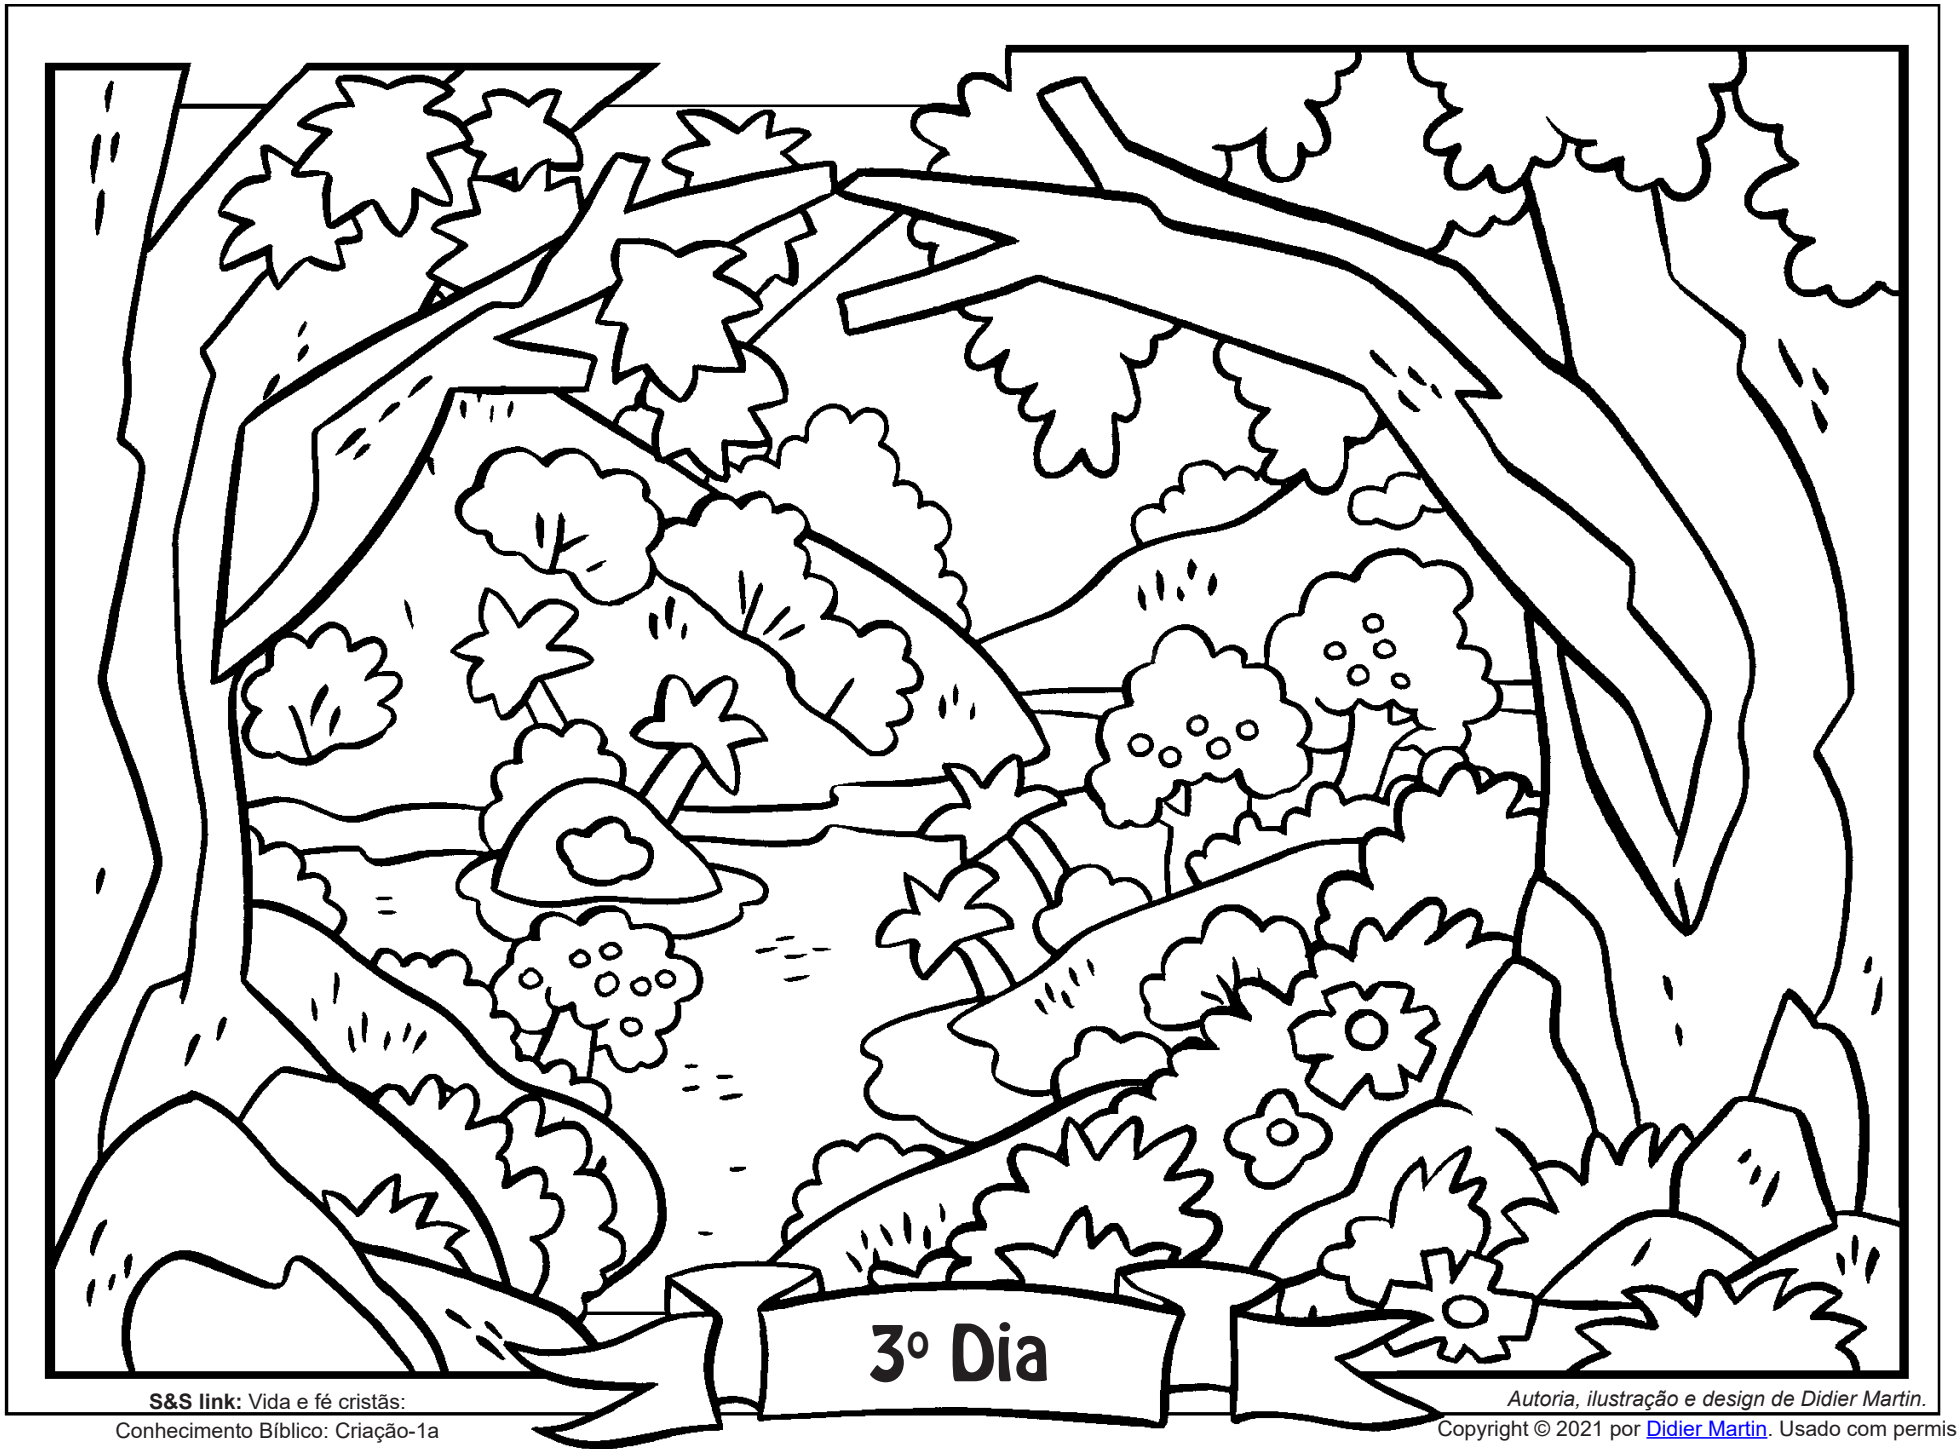 3º Dia
S&S link: Vida e fé cristãs:
Conhecimento Bíblico: Criação-1a
Autoria, ilustração e design de Didier Martin.
Copyright © 2021 por Didier Martin. Usado com permis